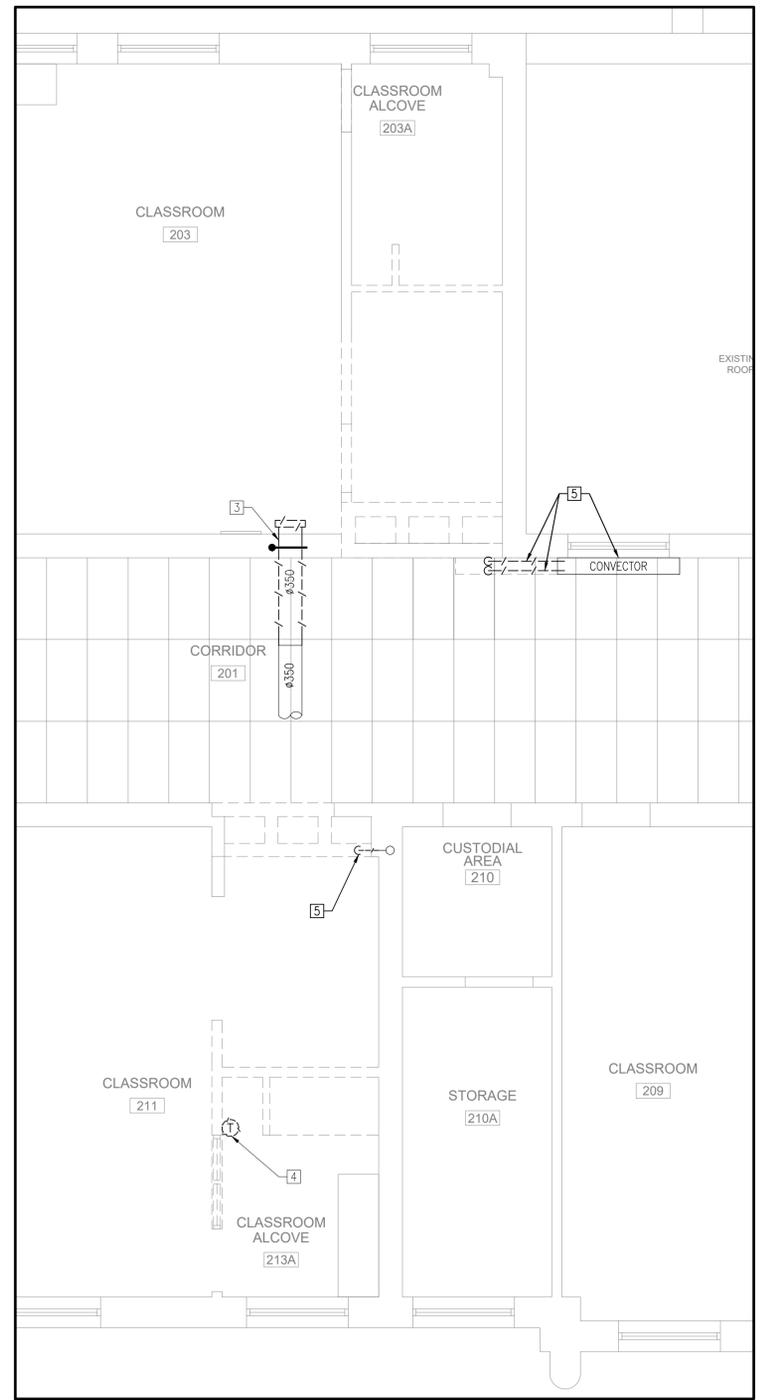 CLASSROOM
ALCOVE
203A
CLASSROOM
203
EXISTIN
ROOF
3
5
ø350
CONVECTOR
CORRIDOR
201
ø350
CUSTODIAL
AREA
210
5
CLASSROOM
211
STORAGE
210A
CLASSROOM
209
T
4
CLASSROOM
ALCOVE
213A